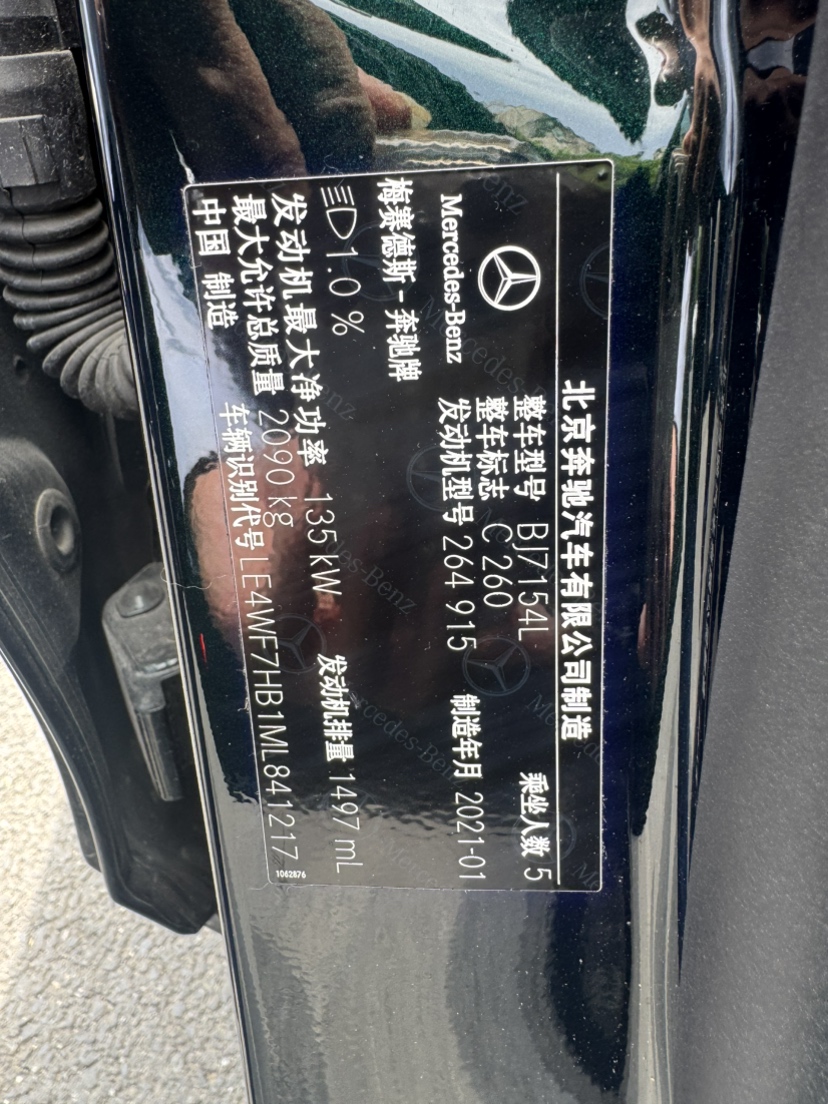 北京奔驰汽车有限公司制造
Mercedes-Benz
梅赛德斯-奔驰牌
整车型号 BJ7154L 乘坐人数 5
整车标志 C 260
发动机型号 264 915 制造年月 2021-01
1.0 %
发动机最大净功率 135 kW 发动机排量 1497 mL
最大允许总质量 2090 kg
中国 制造 车辆识别代号 LE4WF7HB1ML841217
1062876